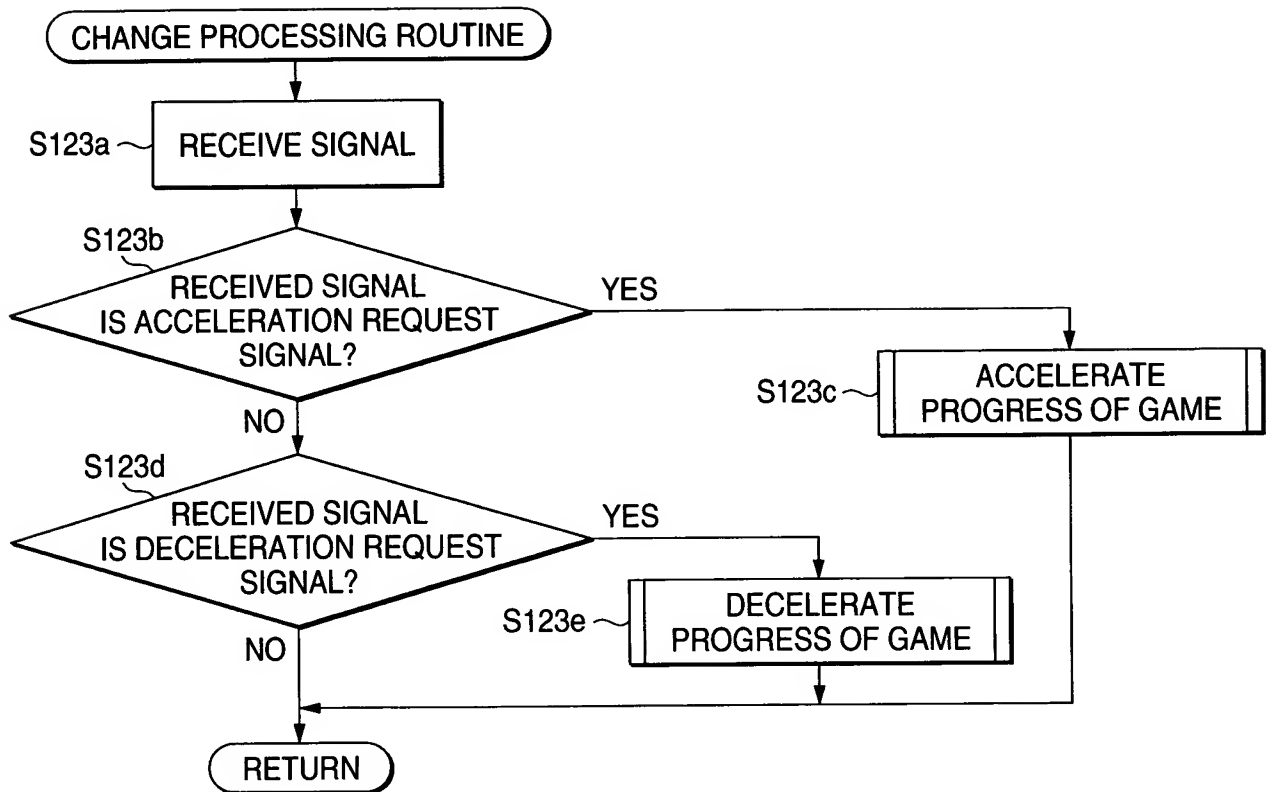 CHANGE PROCESSING ROUTINE
S123a
RECEIVE SIGNAL
S123b
RECEIVED SIGNAL
IS ACCELERATION REQUEST
SIGNAL?
YES
NO
S123c
ACCELERATE
PROGRESS OF GAME
S123d
RECEIVED SIGNAL
IS DECELERATION REQUEST
SIGNAL?
YES
NO
S123e
DECELERATE
PROGRESS OF GAME
RETURN